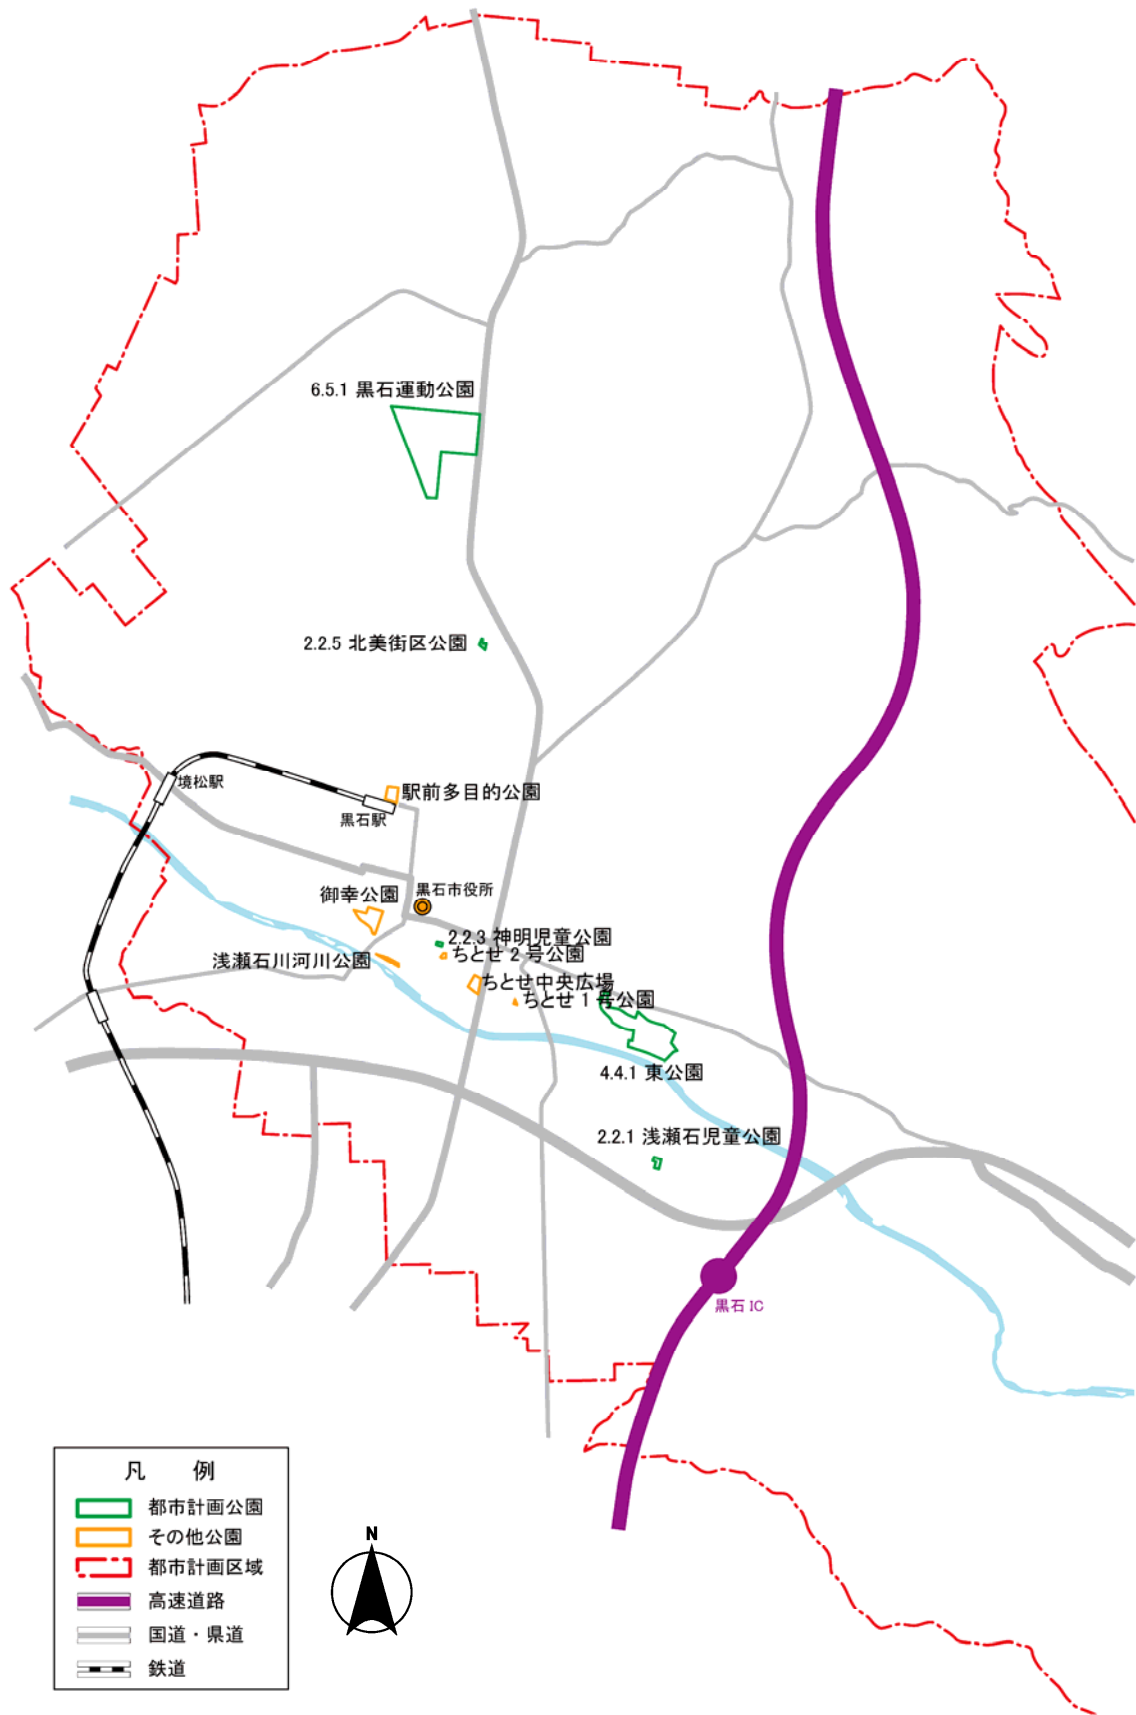 6.5.1 黒石運動公園
2.2.5 北美街区公園
境松駅
駅前多目的公園
黒石駅
御幸公園
黒石市役所
2.2.3 神明児童公園
ちとせ 2 号公園
浅瀬石川河川公園
ちとせ中央広場
ちとせ 1 号公園
4.4.1 東公園
2.2.1 浅瀬石児童公園
黒石 IC
凡 例
都市計画公園
その他公園
都市計画区域
高速道路
国道・県道
鉄道
N